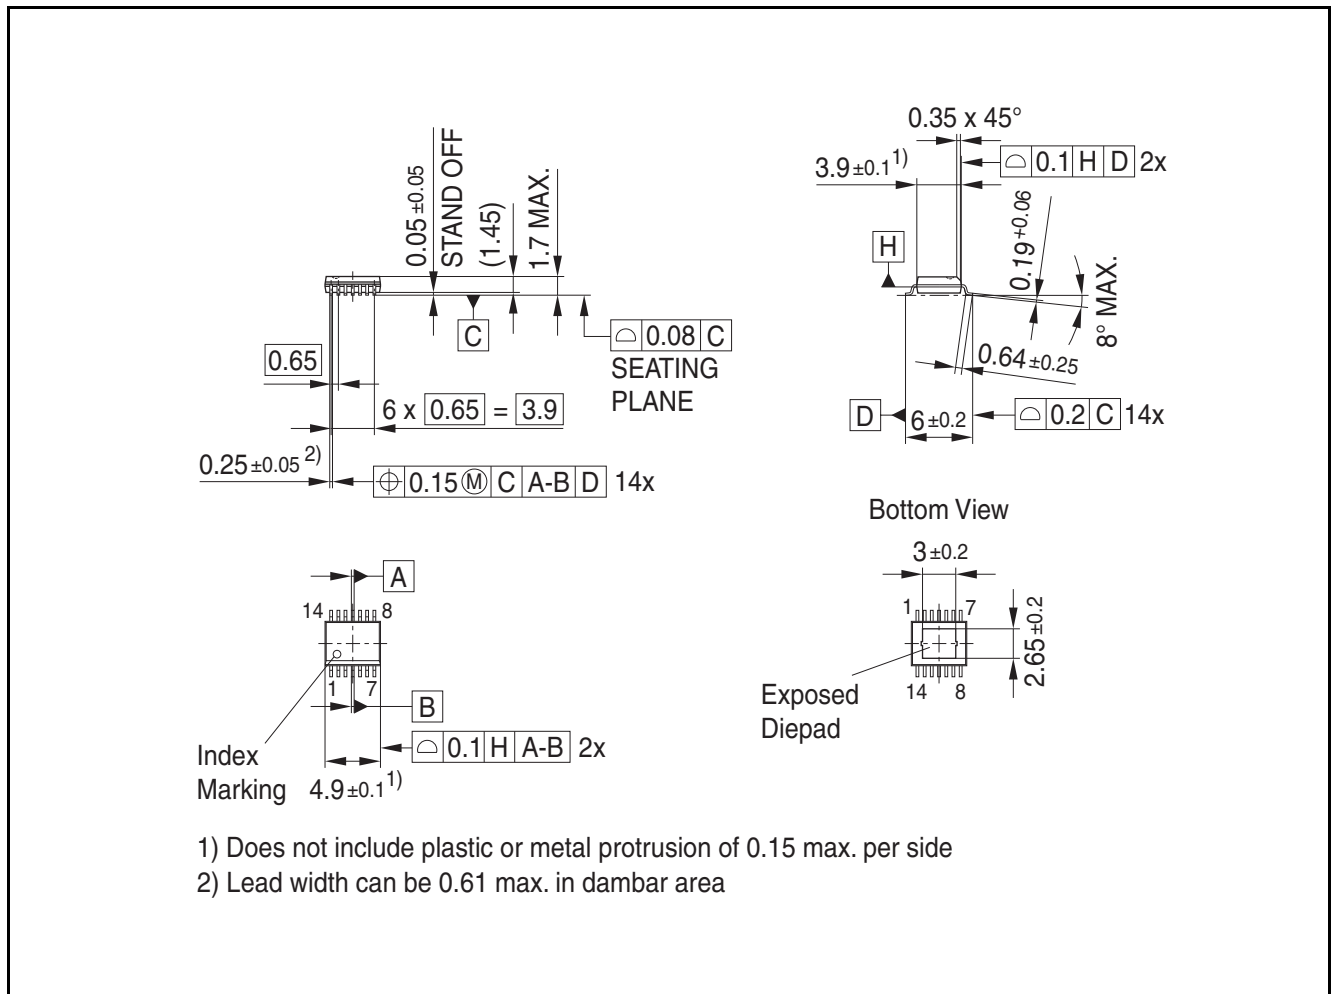 0.35 x 45°
3.9 ±0.1 1)
⌓ 0.1 H D 2x
0.05 ±0.05
STAND OFF
(1.45)
1.7 MAX.
H
0.19 +0.06
8° MAX.
0.64 ±0.25
C
⌓ 0.08 C
SEATING
PLANE
0.65
6 x 0.65 = 3.9
D
6 ±0.2
⌓ 0.2 C 14x
0.25 ±0.05 2)
⌖ 0.15 Ⓜ C A-B D 14x
Bottom View
3 ±0.2
A
14 8
1 7
B
1 7
14 8
2.65 ±0.2
Exposed
Diepad
Index
Marking
⌓ 0.1 H A-B 2x
4.9 ±0.1 1)
1) Does not include plastic or metal protrusion of 0.15 max. per side
2) Lead width can be 0.61 max. in dambar area